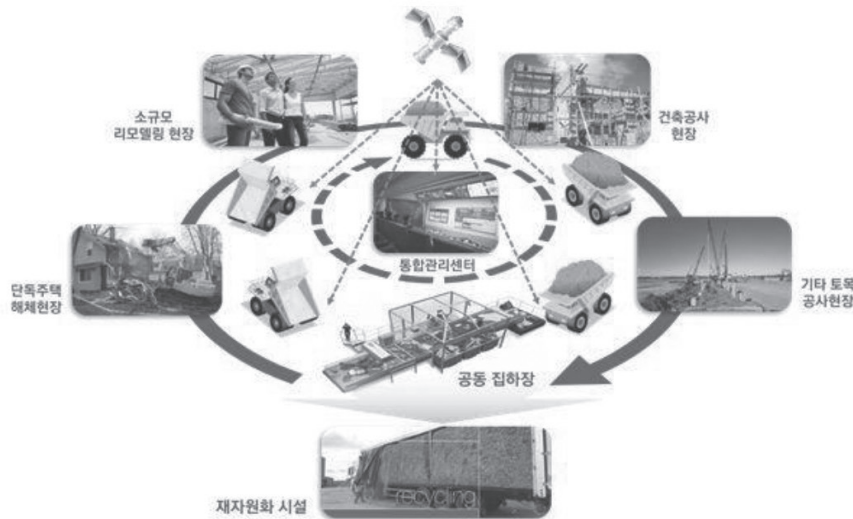 소규모
리모델링 현장
건축공사
현장
통합관리센터
단독주택
해체현장
기타 토목
공사현장
공동 집하장
recycling
재자원화 시설